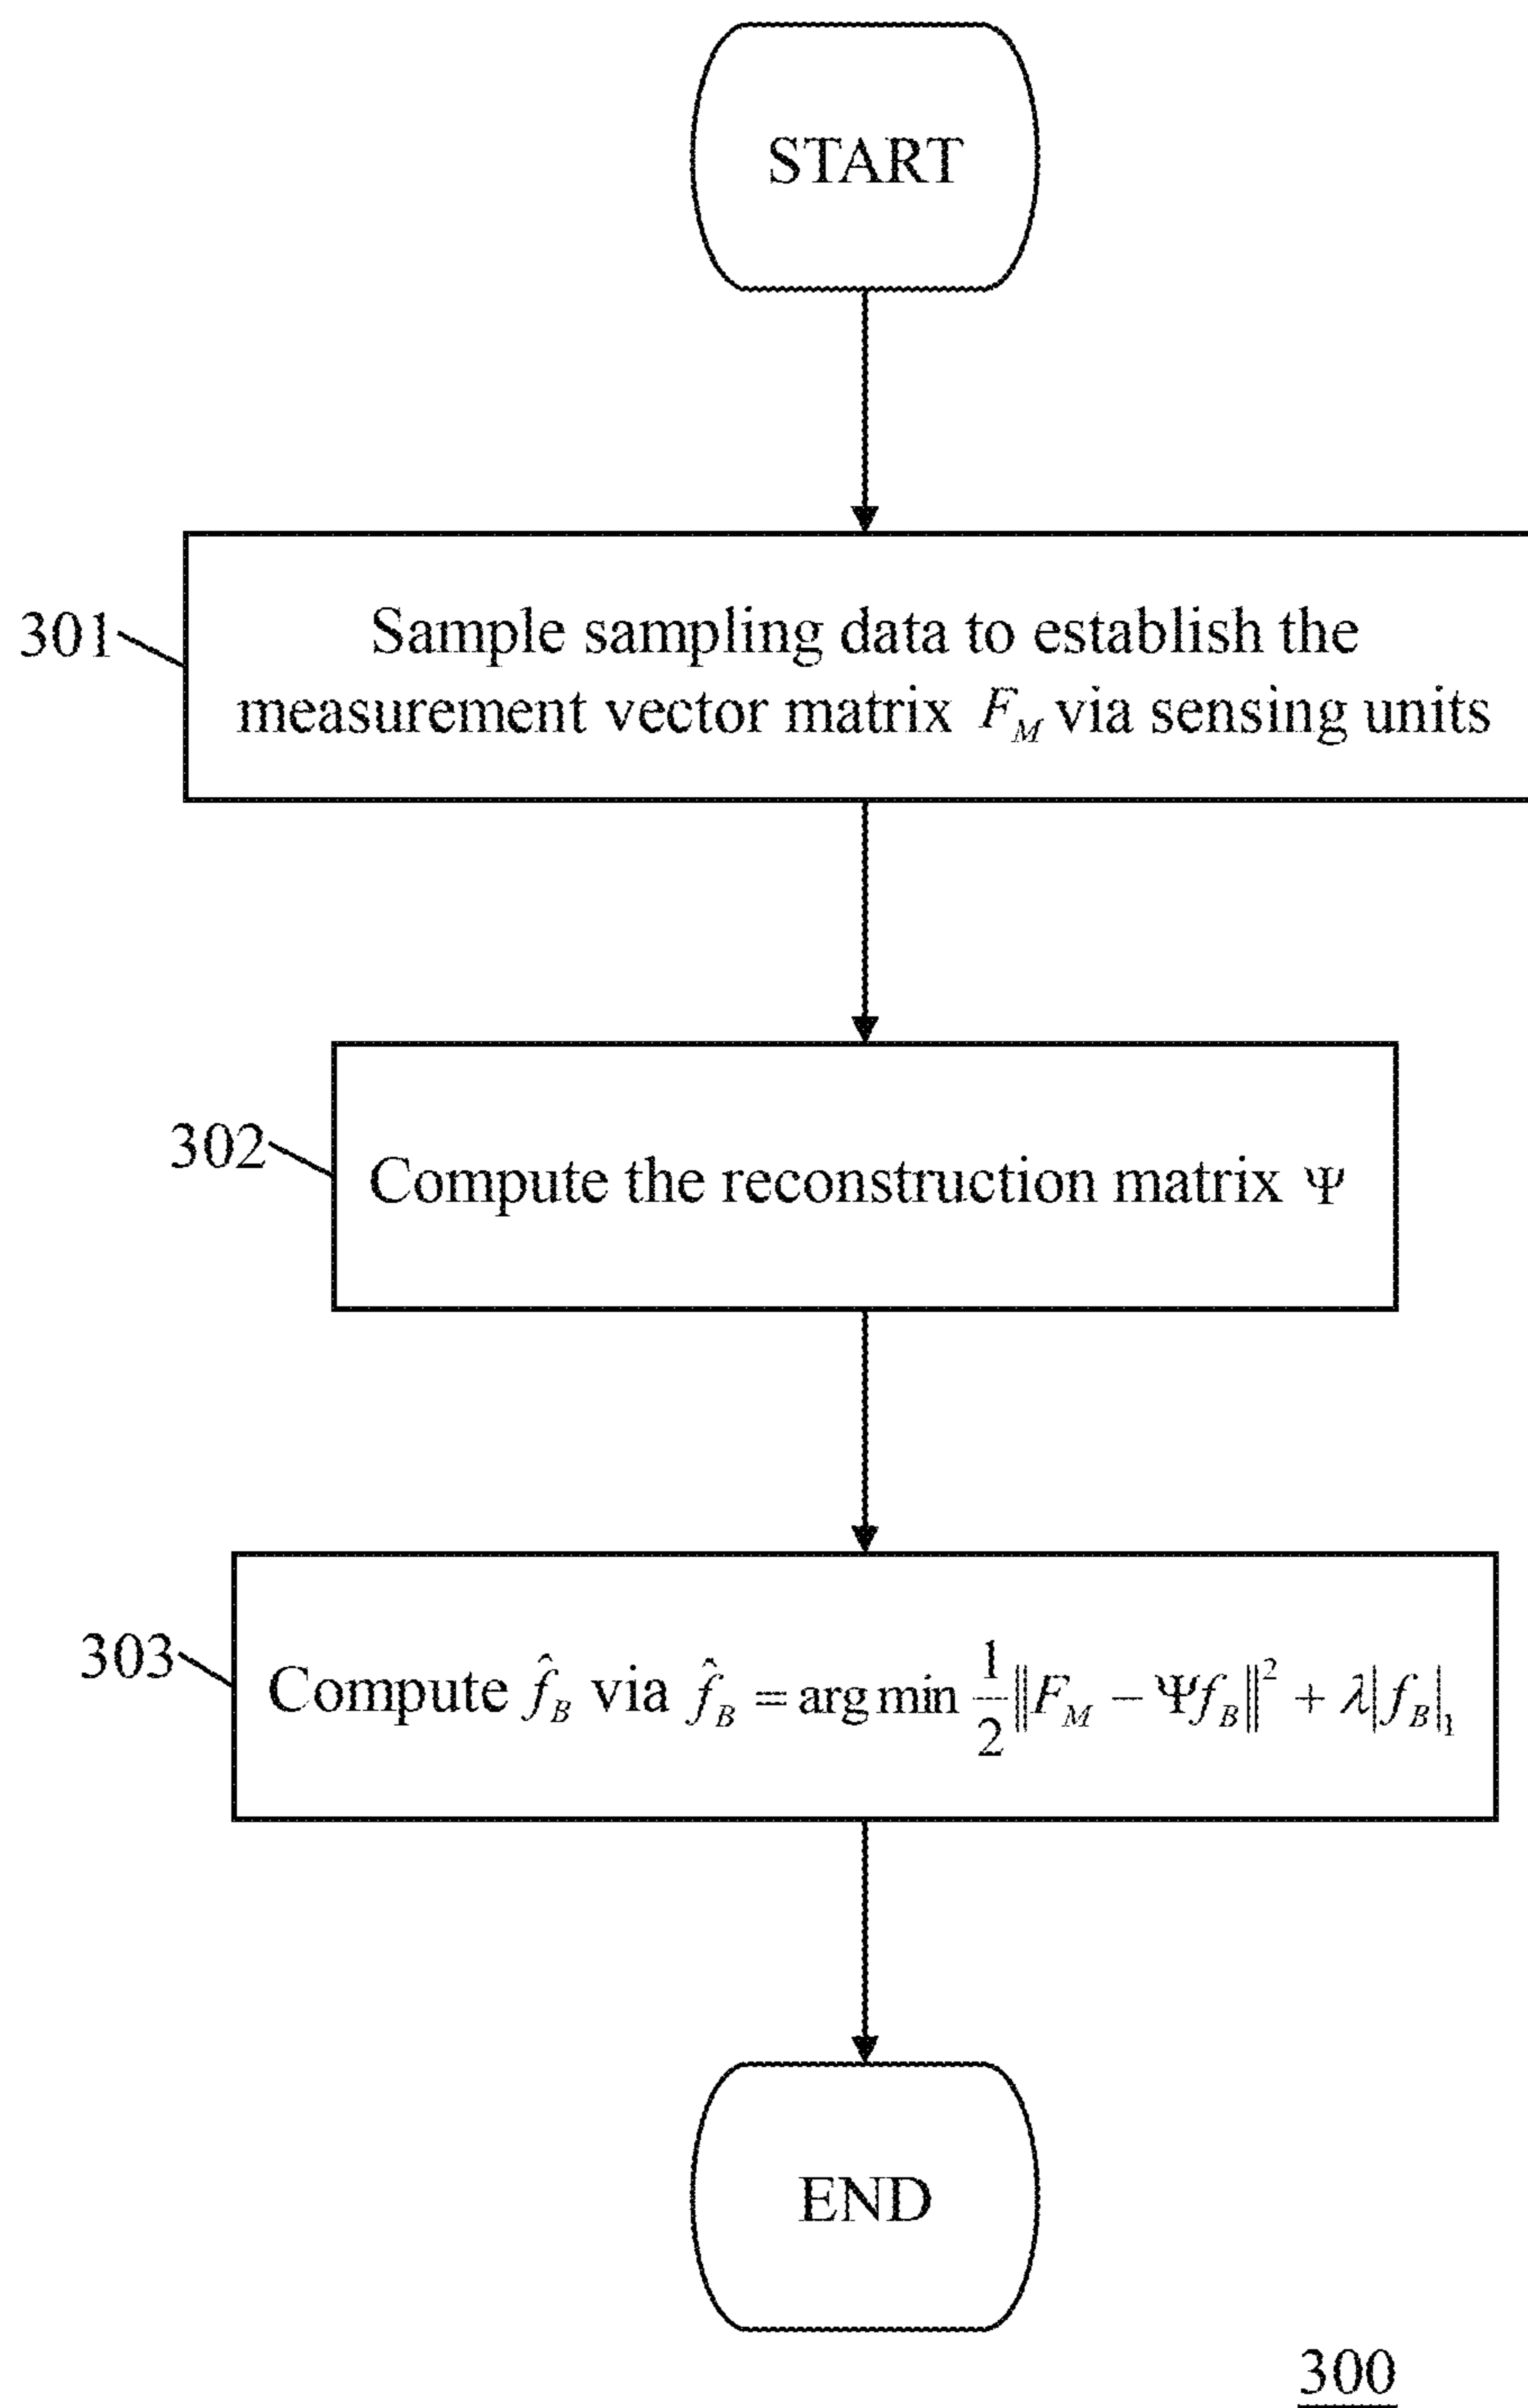 START
301
Sample sampling data to establish the
measurement vector matrix F_M via sensing units
302
Compute the reconstruction matrix Ψ
303
Compute f̂_B via f̂_B = arg min 1/2 ‖F_M − Ψf_B‖² + λ|f_B|₁
END
300